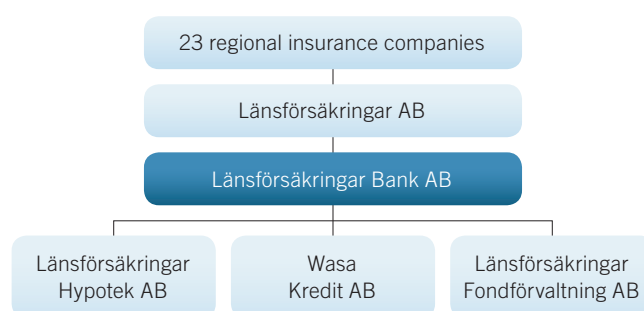 23 regional insurance companies
Länsförsäkringar AB
Länsförsäkringar Bank AB
Länsförsäkringar
Hypotek AB
Wasa
Kredit AB
Länsförsäkringar
Fondförvaltning AB